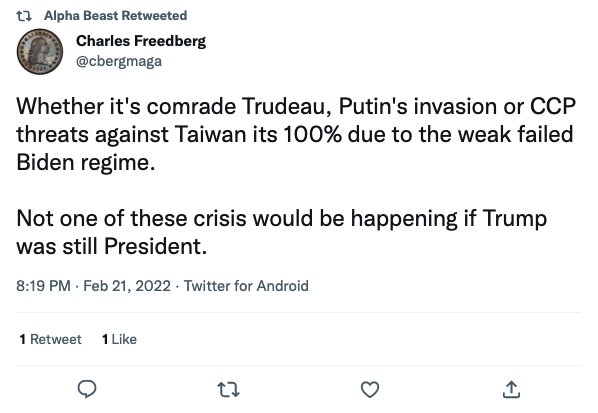 Alpha Beast Retweeted
Charles Freedberg
@cbergmaga
Whether it's comrade Trudeau, Putin's invasion or CCP
threats against Taiwan its 100% due to the weak failed
Biden regime.
Not one of these crisis would be happening if Trump
was still President.
8:19 PM · Feb 21, 2022 · Twitter for Android
1 Retweet 1 Like